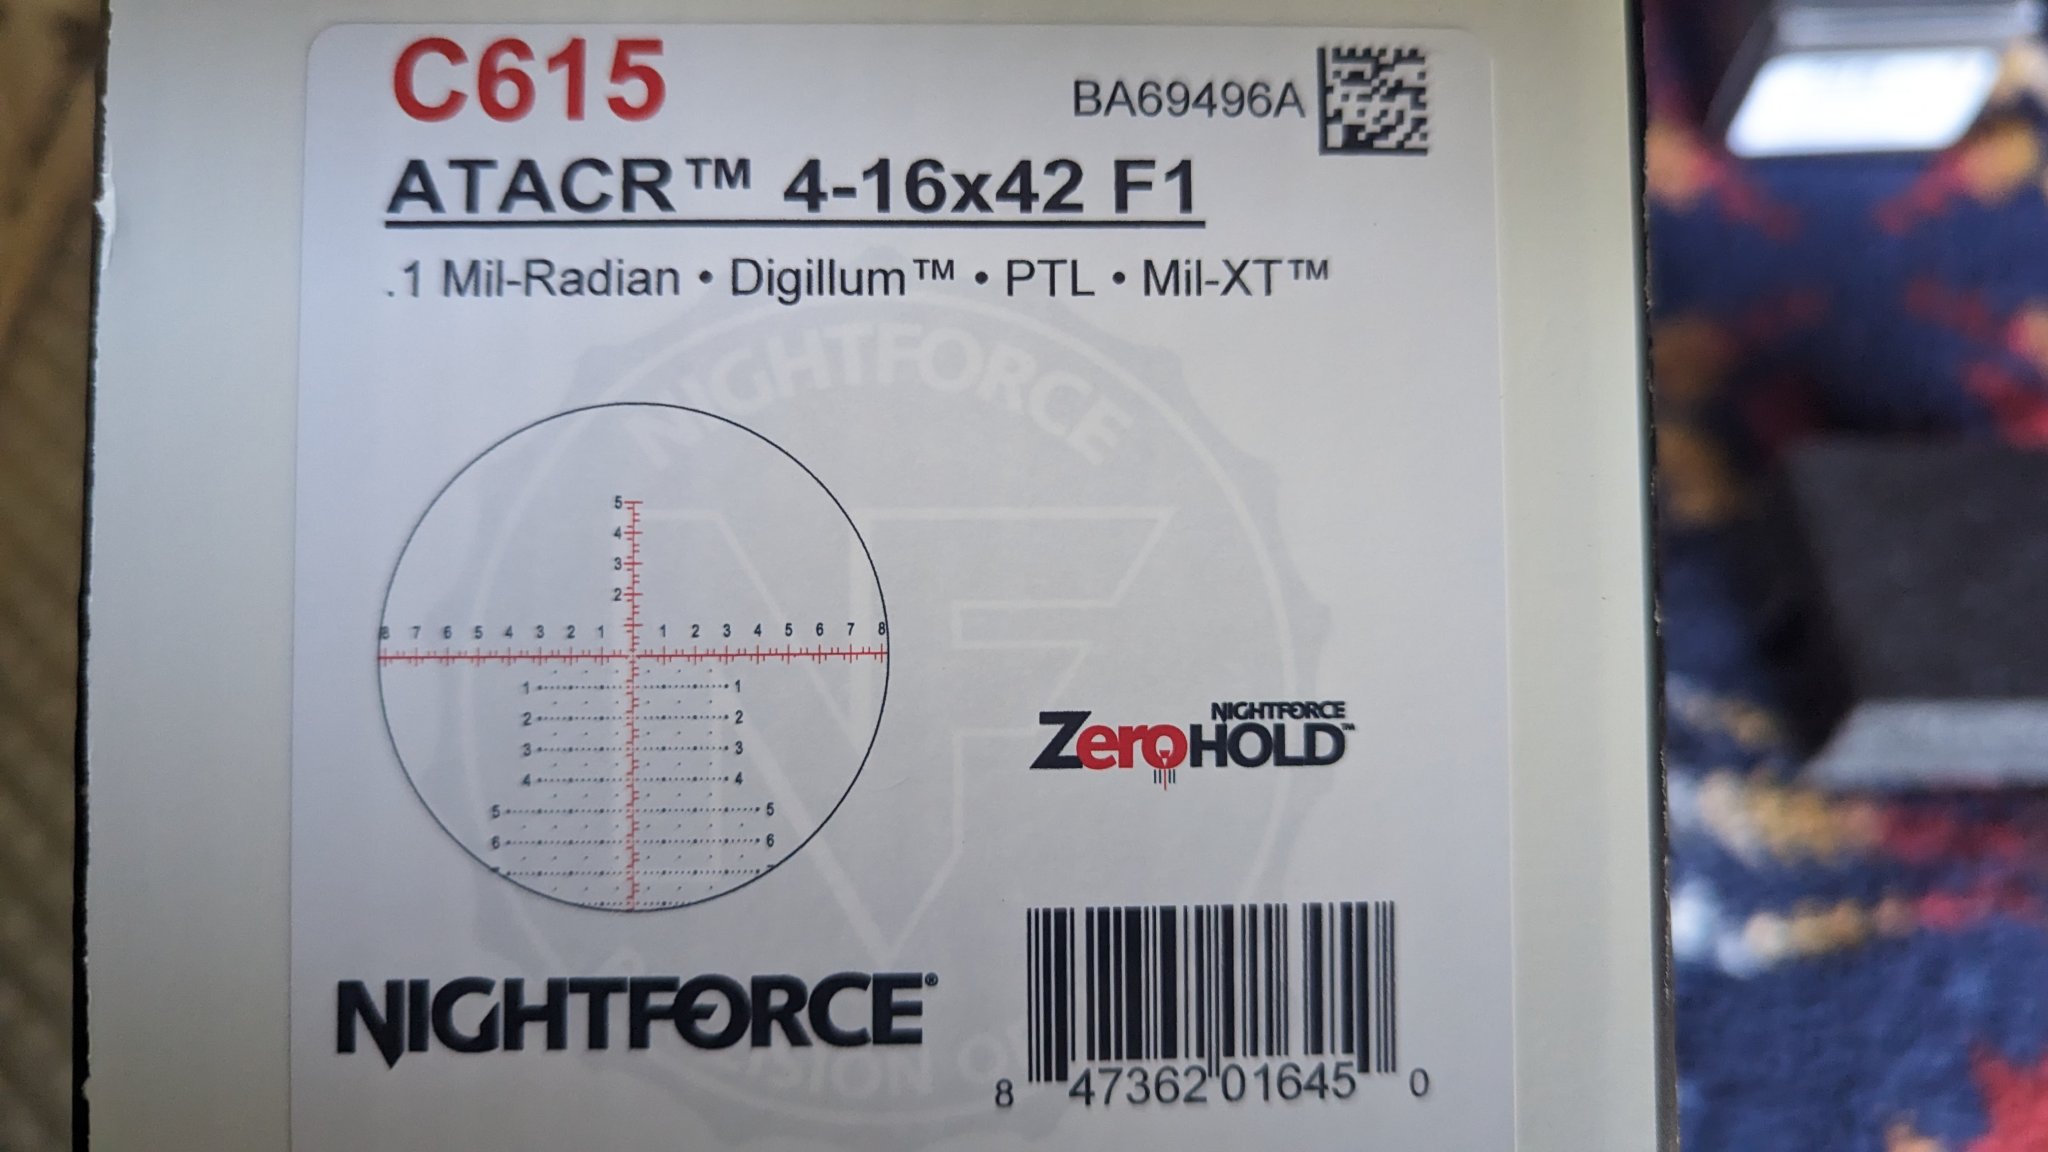 C615
BA69496A
ATACR™ 4-16x42 F1
.1 Mil-Radian • Digillum™ • PTL • Mil-XT™
NIGHTFORCE
5
4
3
2
8 7 6 5 4 3 2 1 1 2 3 4 5 6 7 8
1 1
2 2
3 3
4 4
5 5
6 6
NIGHTFORCE
ZeroHOLD™
NIGHTFORCE®
8 47362 01645 0